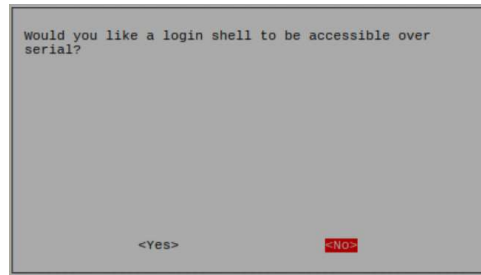 Would you like a login shell to be accessible over
serial?
<Yes> <No>